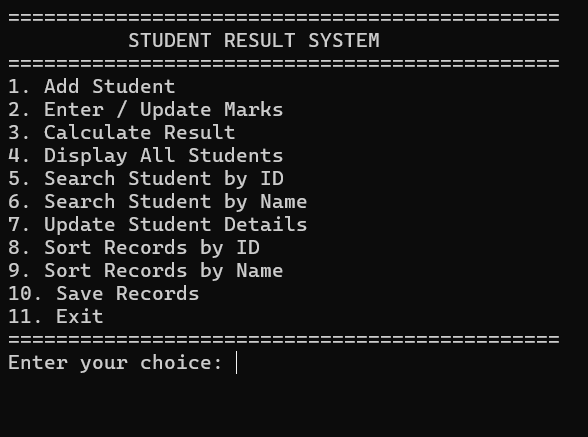 ==============================================
STUDENT RESULT SYSTEM
==============================================
1. Add Student
2. Enter / Update Marks
3. Calculate Result
4. Display All Students
5. Search Student by ID
6. Search Student by Name
7. Update Student Details
8. Sort Records by ID
9. Sort Records by Name
10. Save Records
11. Exit
==============================================
Enter your choice: